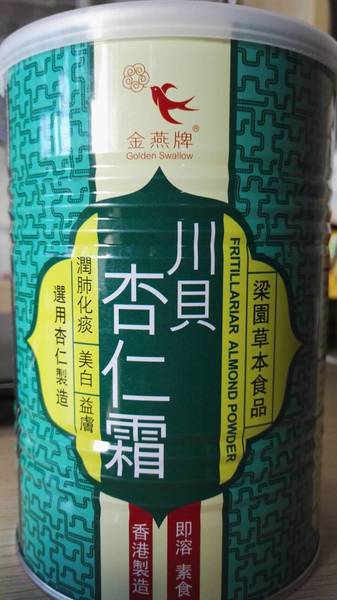 金燕牌®
Golden Swallow
川貝
杏仁霜
FRITILLARIAR ALMOND POWDER
梁園草本食品
潤肺化痰
美白 益膚
選用杏仁製造
即溶 素食
香港製造